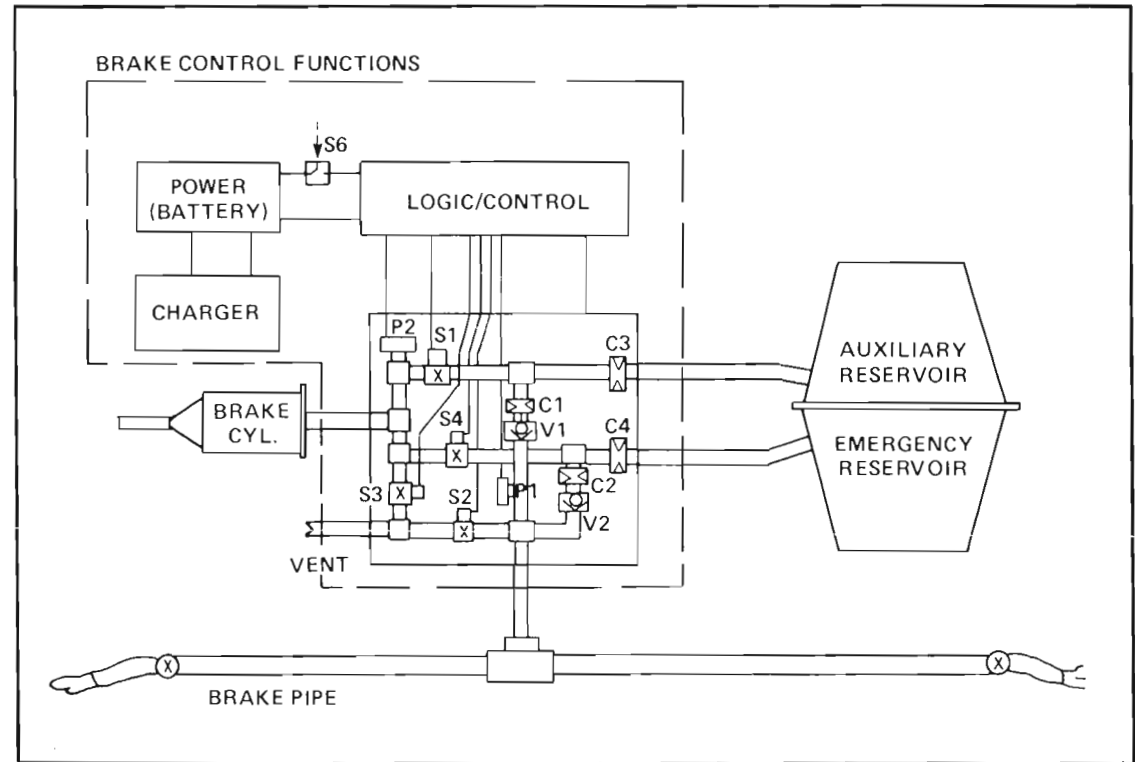 BRAKE CONTROL FUNCTIONS
S6
POWER
(BATTERY)
LOGIC/CONTROL
CHARGER
P2
S1
C3
AUXILIARY
RESERVOIR
BRAKE
CYL.
C1
S4
V1
C4
EMERGENCY
RESERVOIR
S3
S2
P1
C2
V2
VENT
BRAKE PIPE